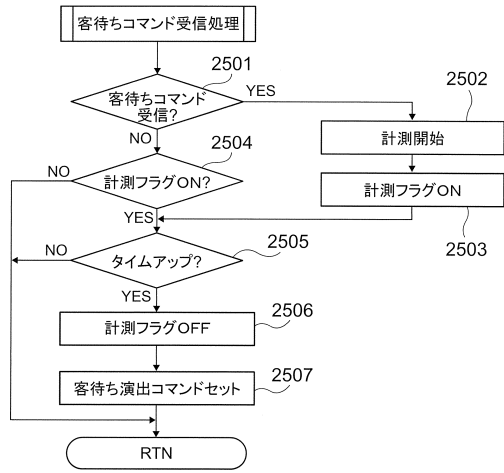 客待ちコマンド受信処理
2501
客待ちコマンド
受信?
YES
2502
計測開始
NO
2504
計測フラグON?
NO
計測フラグON
2503
YES
NO
2505
タイムアップ?
YES
2506
計測フラグOFF
2507
客待ち演出コマンドセット
RTN